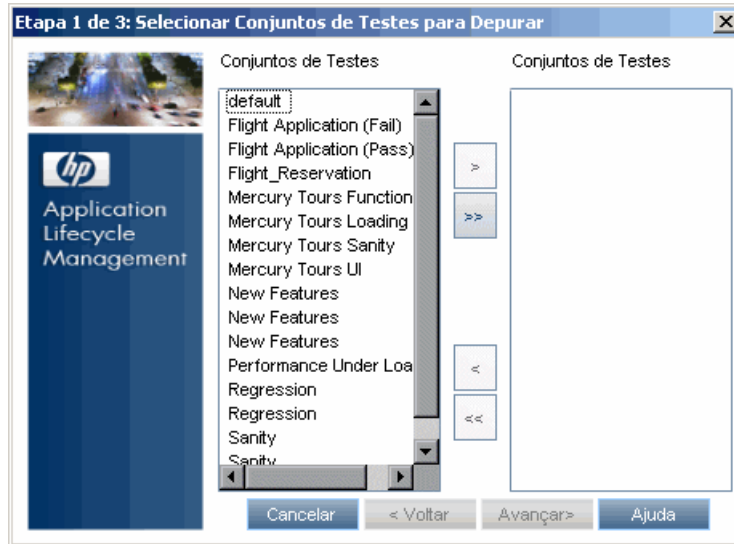 Etapa 1 de 3: Selecionar Conjuntos de Testes para Depurar
Conjuntos de Testes
Conjuntos de Testes
hp
Application
Lifecycle
Management
default
Flight Application (Fail)
Flight Application (Pass)
Flight_Reservation
Mercury Tours Function
Mercury Tours Loading
Mercury Tours Sanity
Mercury Tours UI
New Features
New Features
New Features
Performance Under Loa
Regression
Regression
Sanity
Sanity
>
>>
<
<<
Cancelar
< Voltar
Avançar>
Ajuda